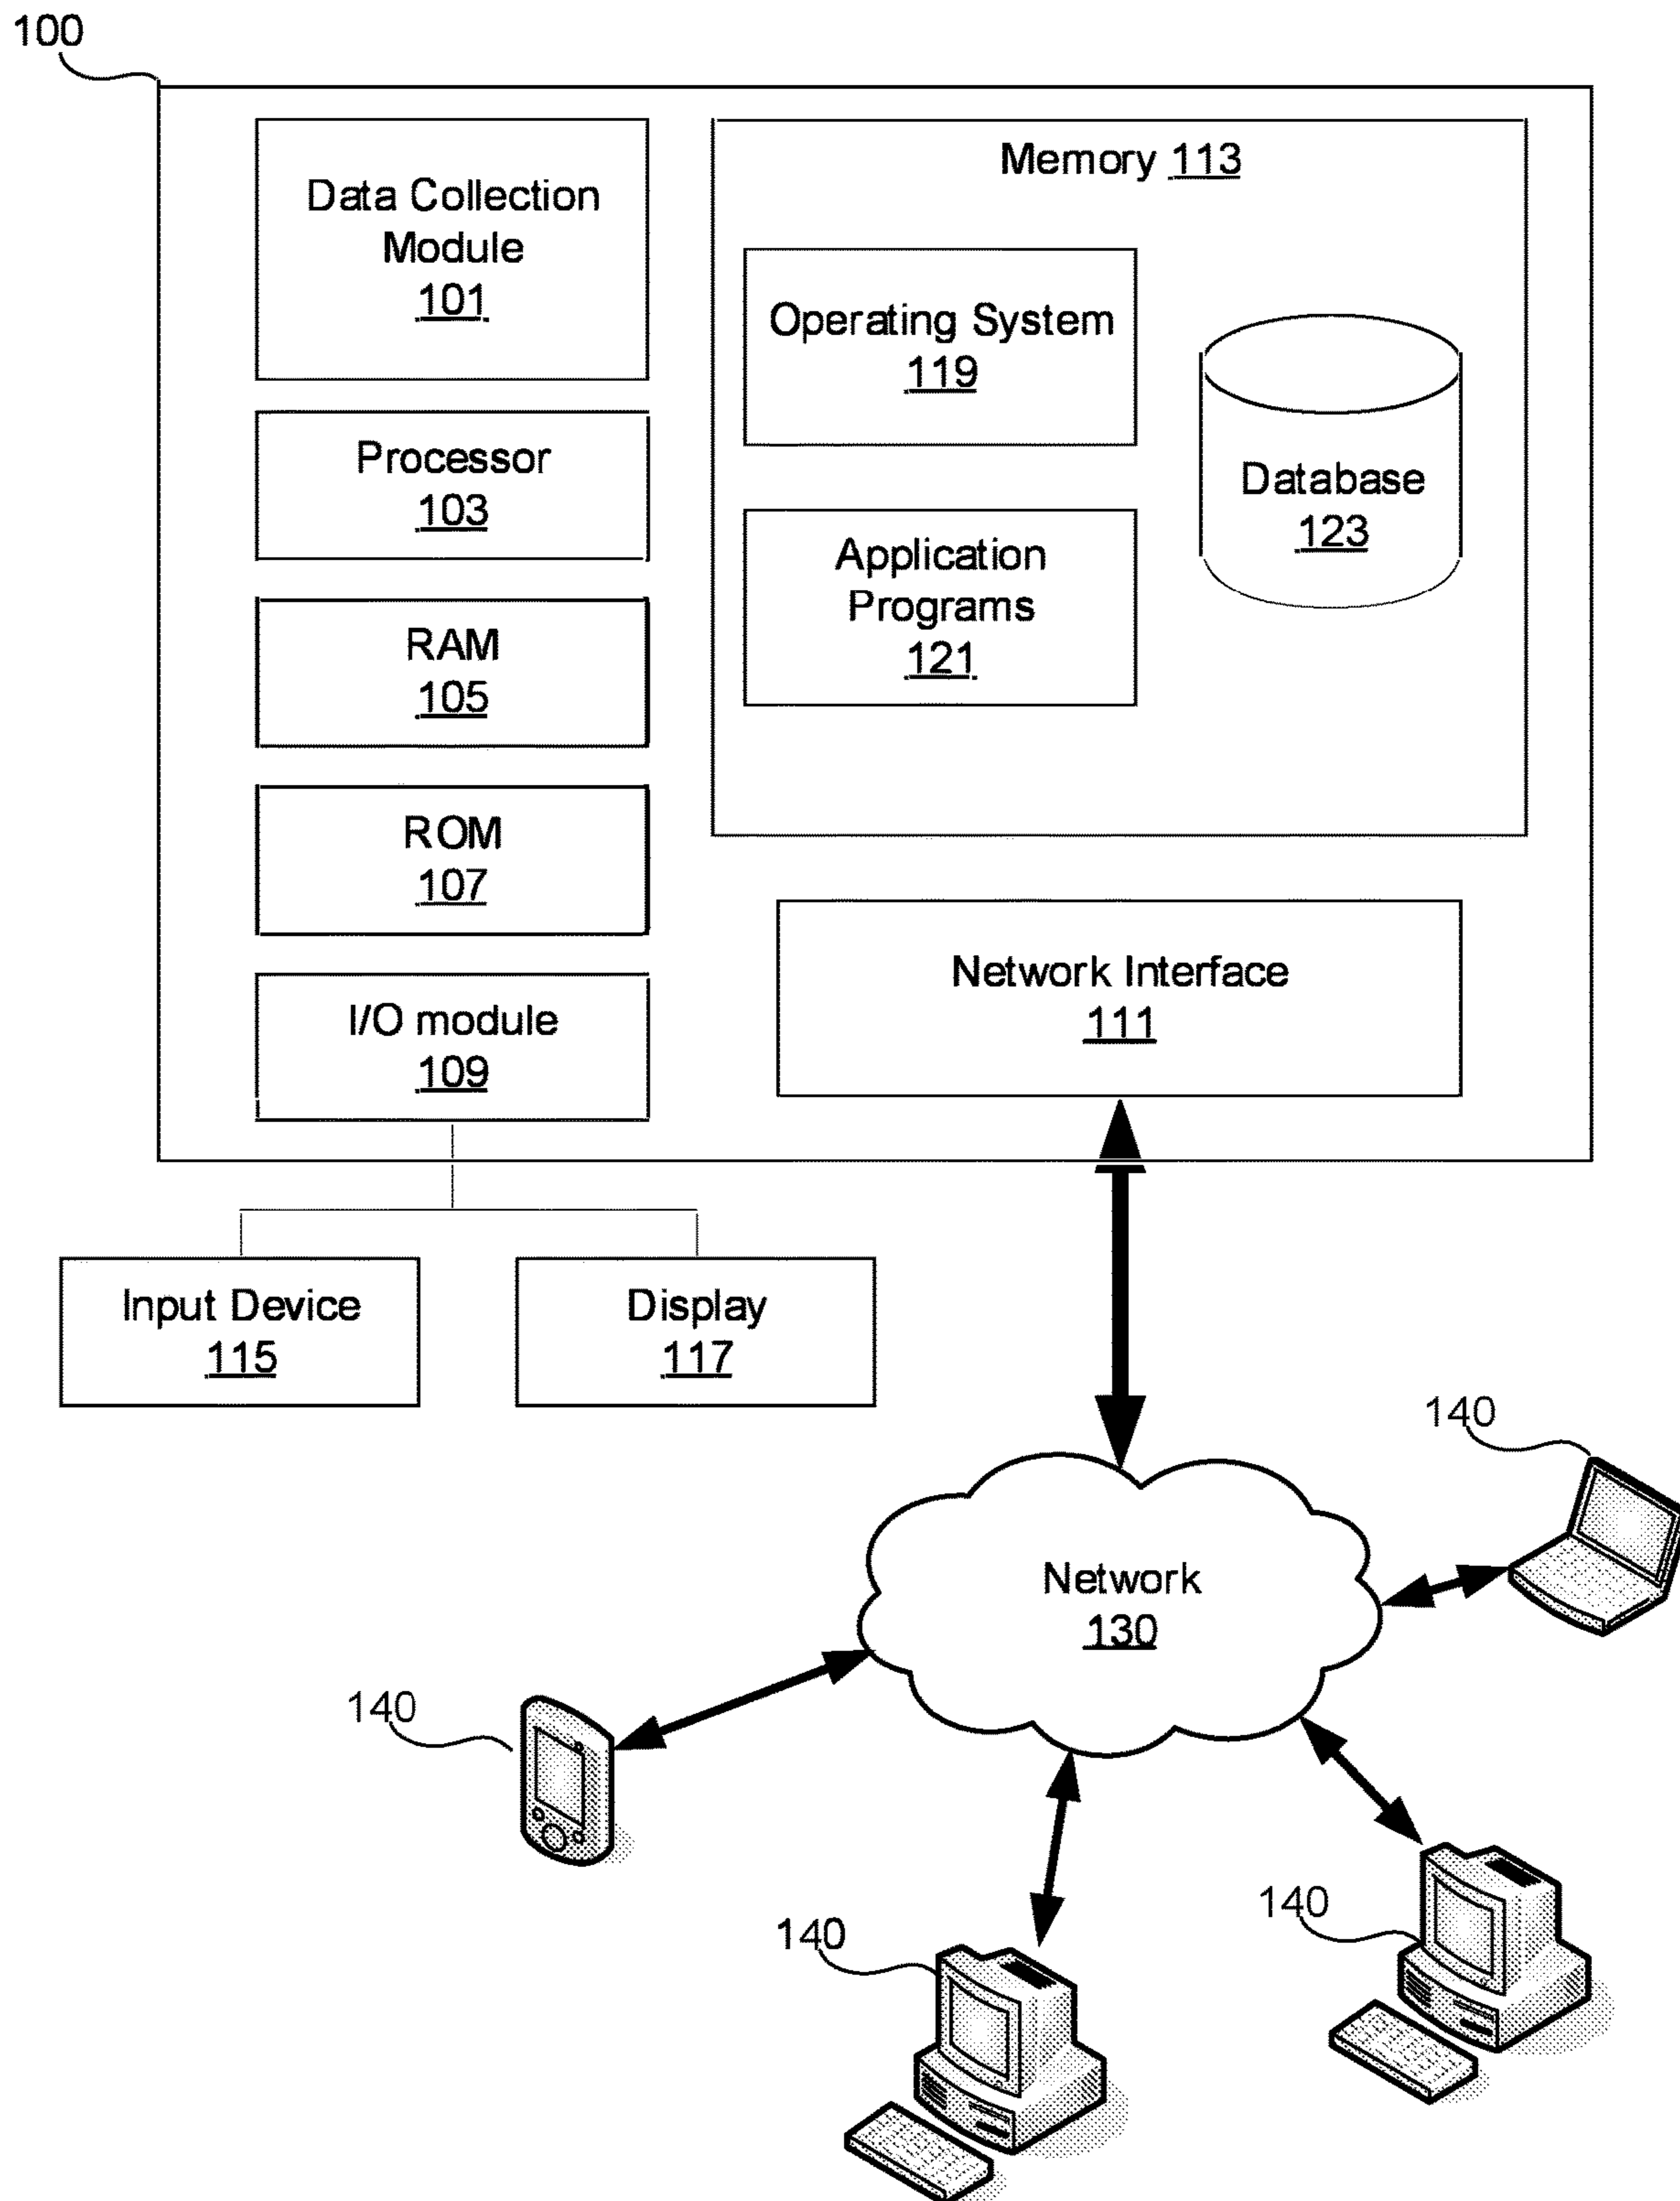 100
Data Collection
Module
101
Processor
103
RAM
105
ROM
107
I/O module
109
Memory 113
Operating System
119
Application
Programs
121
Database
123
Network Interface
111
Input Device
115
Display
117
Network
130
140
140
140
140